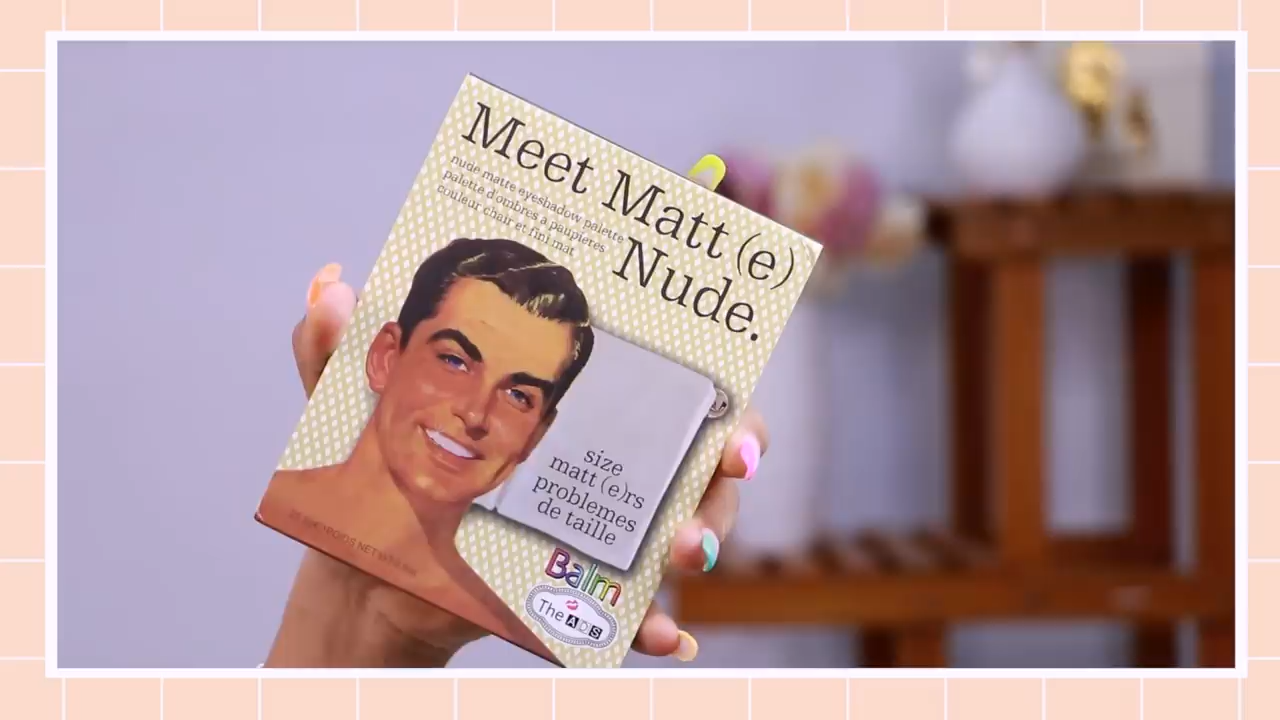 Meet Matt (e)
Nude.
nude matte eyeshadow palette
palette d'ombres a paupieres
couleur chair et fini mat
size
matt (e)rs
problemes
de taille
Balm
The ADS